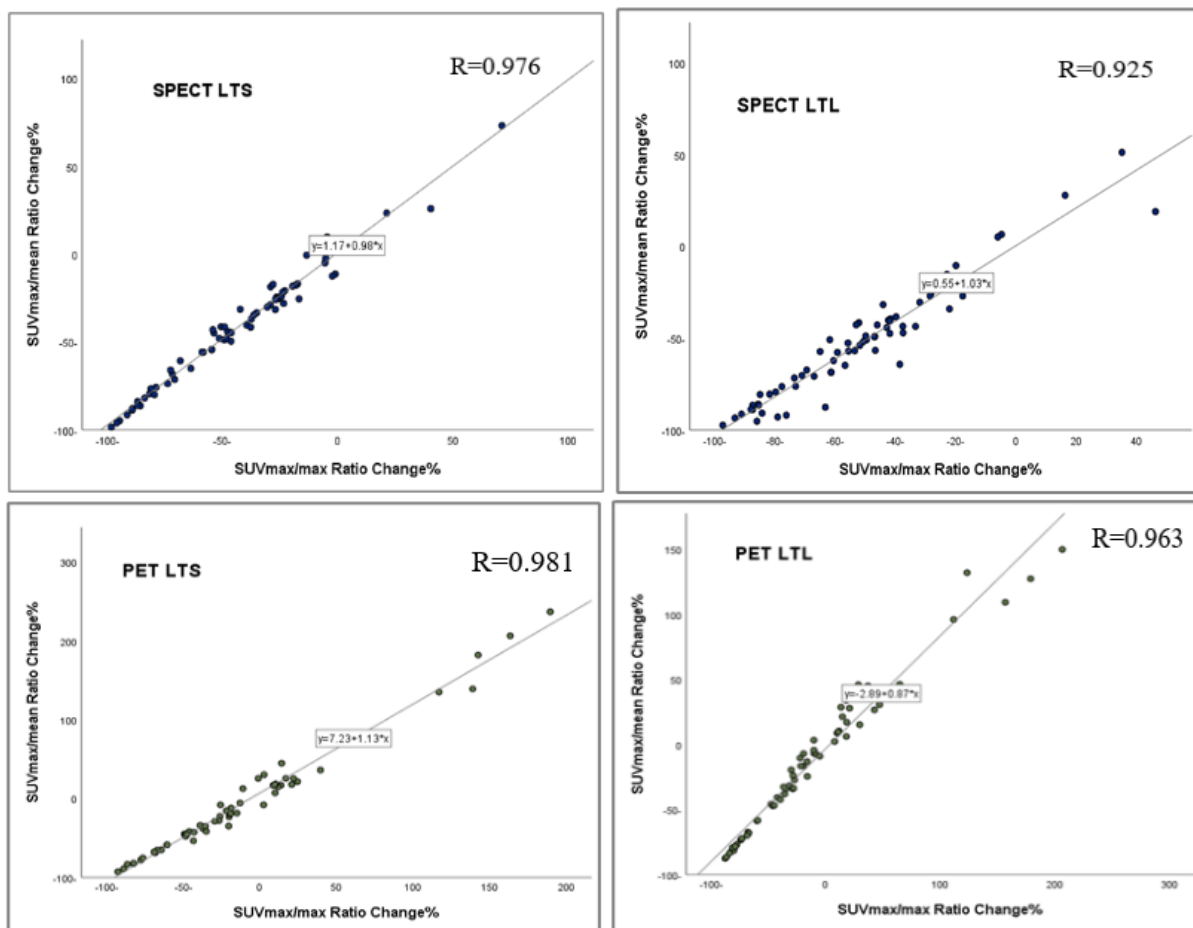 R=0.976
SPECT LTS
SUVmax/mean Ratio Change%
100
50
0
-50-
100-
y=1.17+0.98*x
-100- -50- 0 50 100
SUVmax/max Ratio Change%
R=0.925
SPECT LTL
SUVmax/mean Ratio Change%
100
50
0
-50-
100-
y=0.55+1.03*x
-100- -80- -60- -40- -20- 0 20 40
SUVmax/max Ratio Change%
R=0.981
PET LTS
SUVmax/mean Ratio Change%
300
200
100
0
100-
y=7.23+1.13*x
-100- -50- 0 50 100 150 200
SUVmax/max Ratio Change%
R=0.963
PET LTL
SUVmax/mean Ratio Change%
150
100
50
0
-50-
100-
y=-2.89+0.87*x
-100- 0 100 200 300
SUVmax/max Ratio Change%